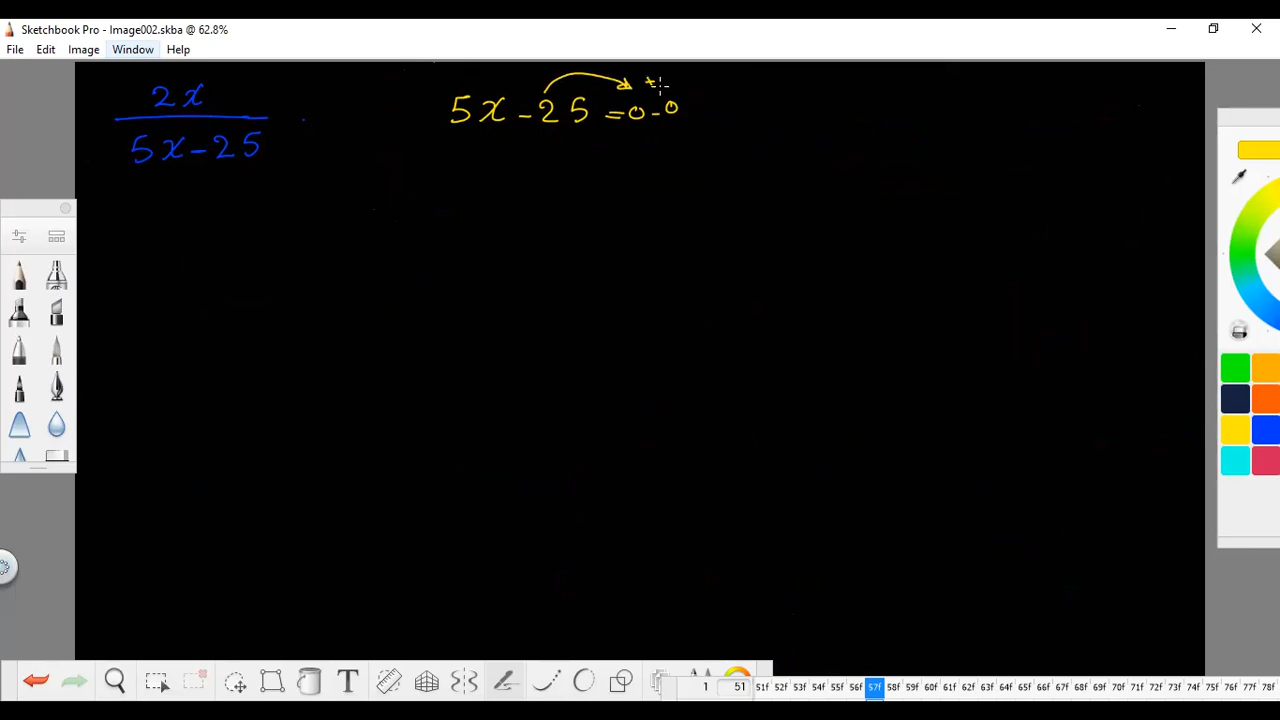 Sketchbook Pro - Image002.skba @ 62.8%
File Edit Image Window Help
2x
5x-25
5x-25=0-0
+
1 51 51f 52f 53f 54f 55f 56f 57f 58f 59f 60f 61f 62f 63f 64f 65f 66f 67f 68f 69f 70f 71f 72f 73f 74f 75f 76f 77f 78f